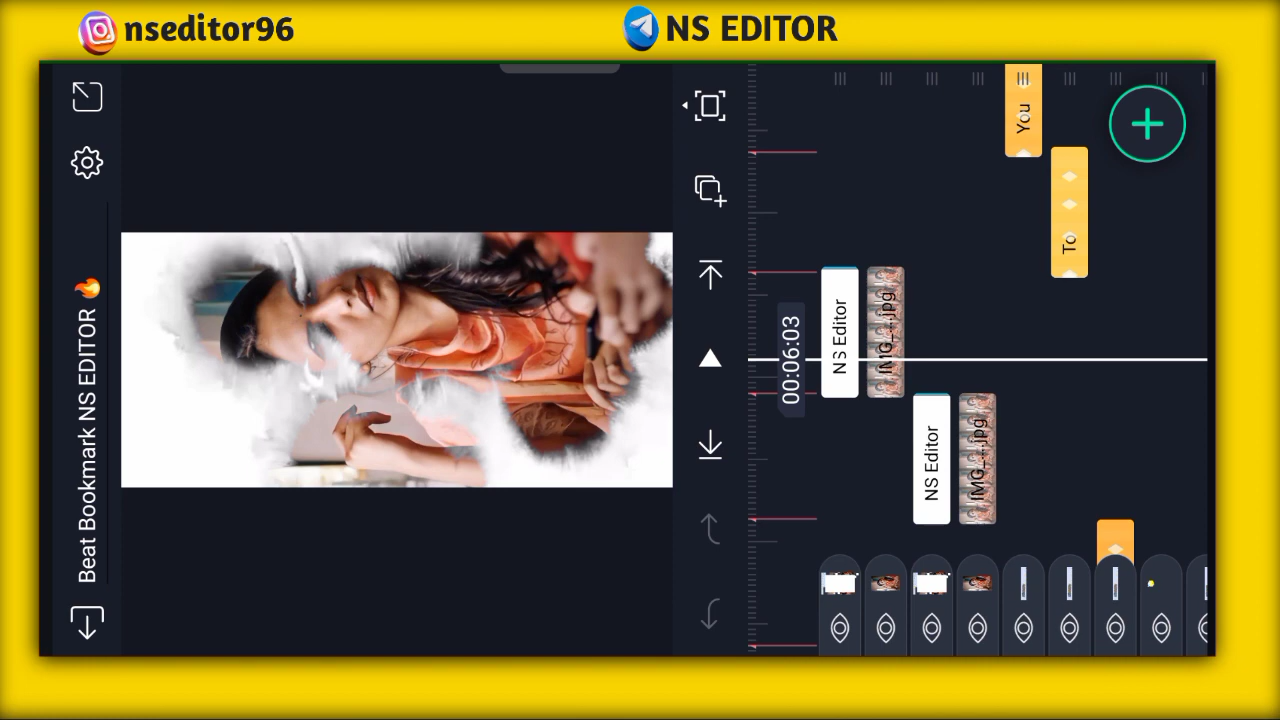 nseditor96
NS EDITOR
Beat Bookmark NS EDITOR 🔥
00:06:03
NS Editor
IMG_...jpg
NS Editor
IMG_...jpg
You
To